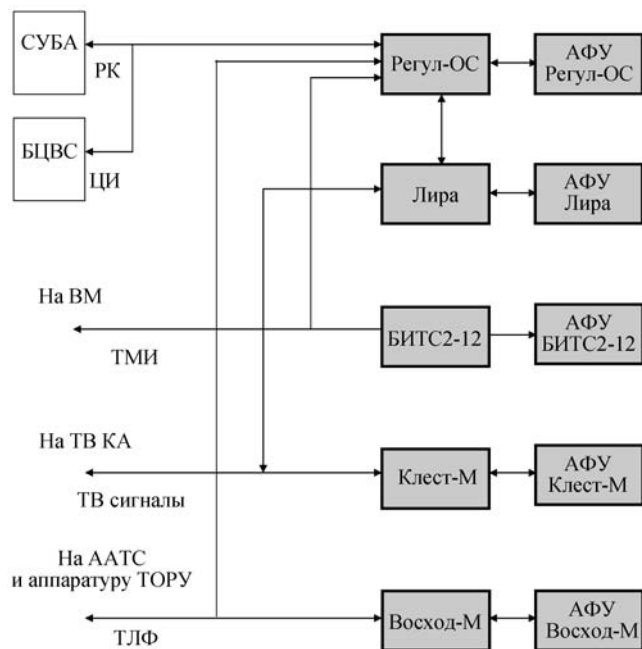 СУБА
РК
Регул-ОС
АФУ
Регул-ОС
БЦВС
ЦИ
Лира
АФУ
Лира
На ВМ
ТМИ
БИТС2-12
АФУ
БИТС2-12
На ТВ КА
ТВ сигналы
Клест-М
АФУ
Клест-М
На ААТС
и аппаратуру ТОРУ
ТЛФ
Восход-М
АФУ
Восход-М